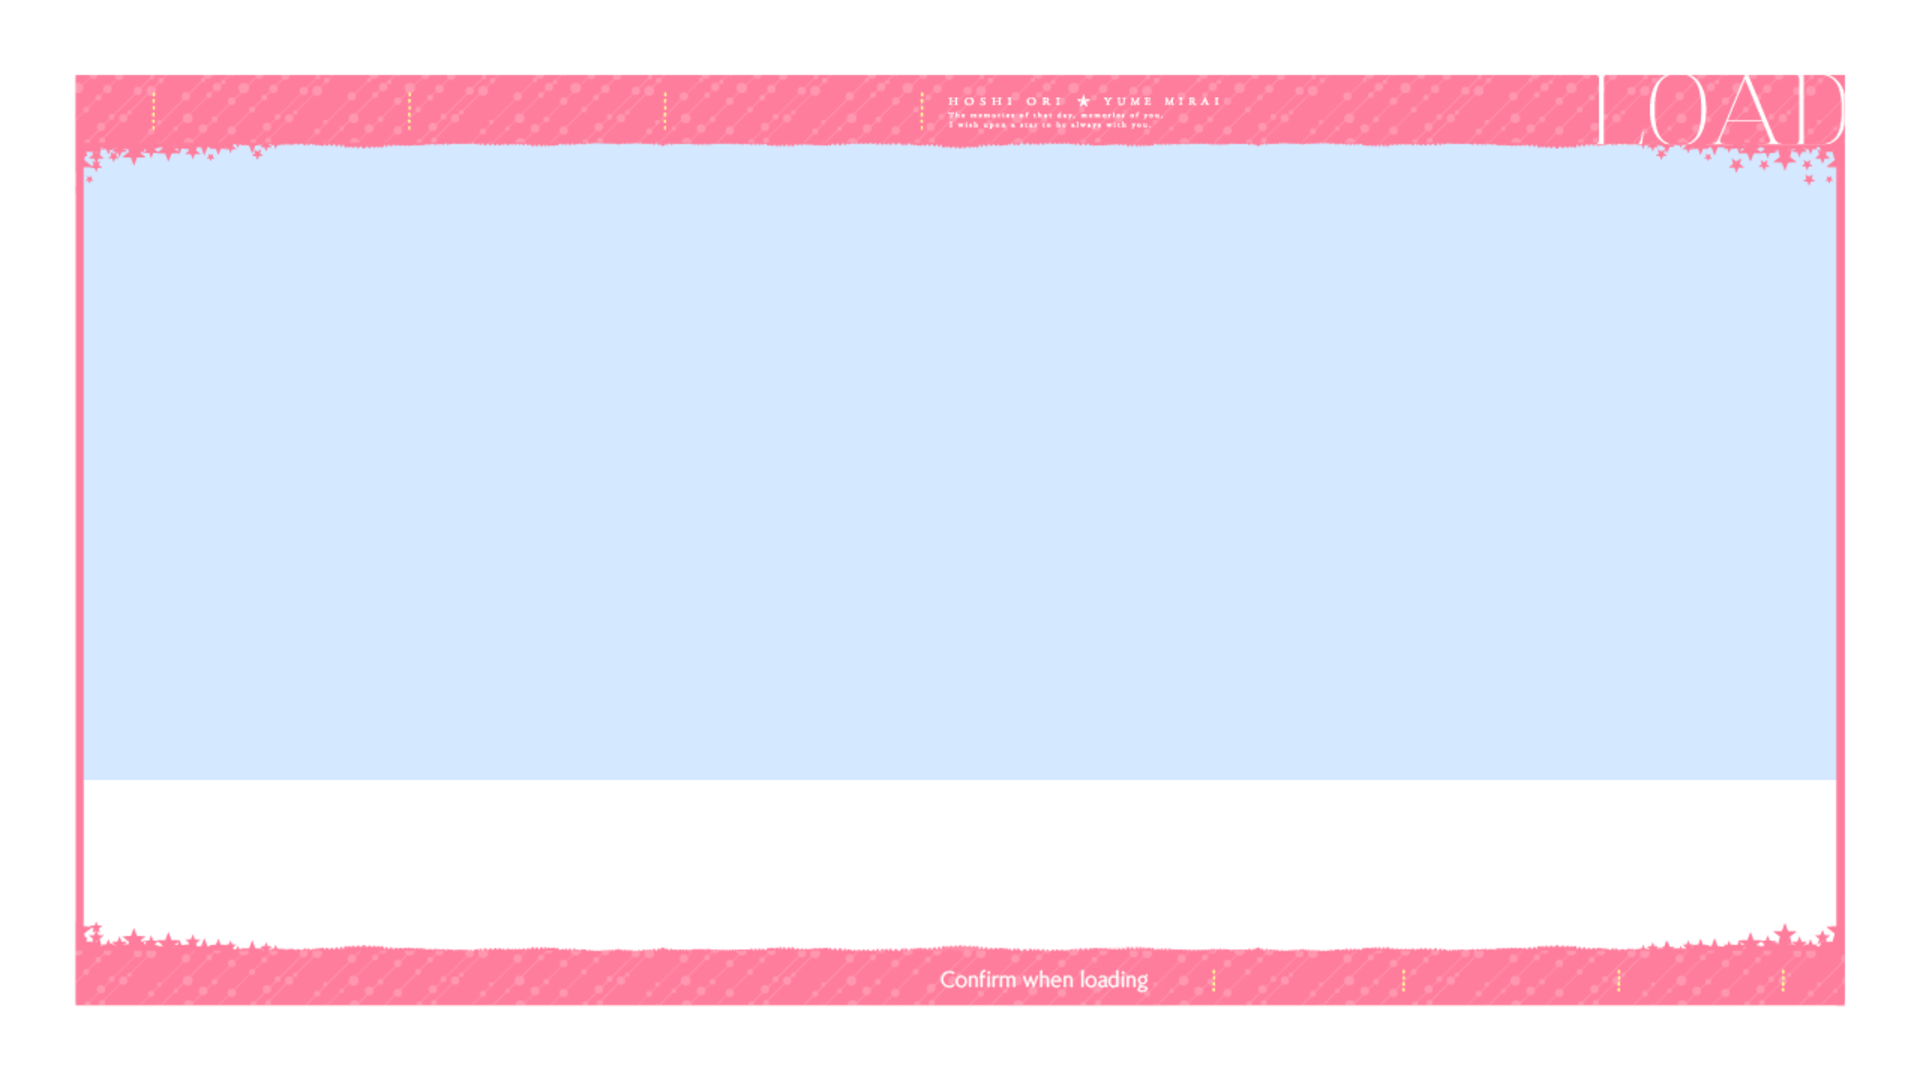 HOSHI ORI ★ YUME MIRAI
The memories of that day, memories of you,
I wish upon a star to be always with you.
LOAD
Confirm when loading